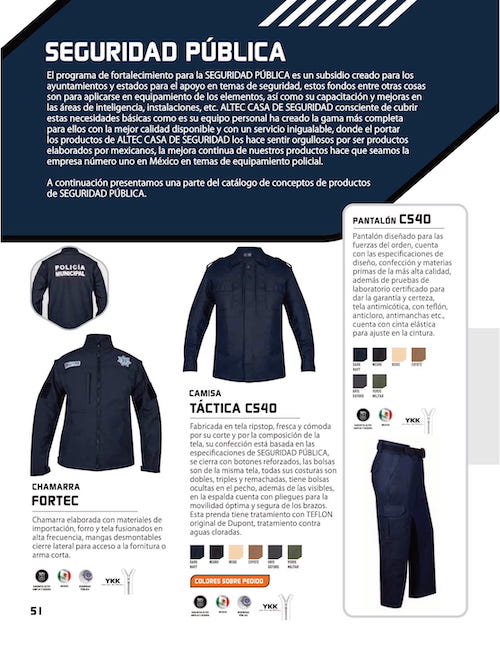 SEGURIDAD PÚBLICA
El programa de fortalecimiento para la SEGURIDAD PÚBLICA es un subsidio creado para los
ayuntamientos y estados para el apoyo en temas de seguridad, estos fondos entre otras cosas
son para aplicarse en equipamiento de los elementos, así como su capacitación y mejoras en
las áreas de inteligencia, instalaciones, etc. ALTEC CASA DE SEGURIDAD consciente de cubrir
estas necesidades básicas como es su equipo personal ha creado la gama más completa
para ellos con la mejor calidad disponible y con un servicio inigualable, donde el portar
los productos de ALTEC CASA DE SEGURIDAD los hace sentir orgullosos por ser productos
elaborados por mexicanos, la mejora continua de nuestros productos hace que seamos la
empresa número uno en México en temas de equipamiento policial.
A continuación presentamos una parte del catálogo de conceptos de productos
de SEGURIDAD PÚBLICA.
PANTALÓN CS40
Pantalón diseñado para las
fuerzas del orden, cuenta
con las especificaciones de
diseño, confección y materias
primas de la más alta calidad,
además de pruebas de
laboratorio certificado para
dar la garantía y certeza,
tela antimicótica, con teflón,
anticloro, antimanchas etc.,
cuenta con cinta elástica
para ajuste en la cintura.
DARK
NAVY
NEGRO
BEIGE
COYOTE
GRIS
OXFORD
VERDE
MILITAR
YKK
POLICÍA
MUNICIPAL
CAMISA
TÁCTICA CS40
Fabricada en tela ripstop, fresca y cómoda
por su corte y por la composición de la
tela, su confección está basada en las
especificaciones de SEGURIDAD PÚBLICA,
se cierra con botones reforzados, las bolsas
son de la misma tela, todas sus costuras son
dobles, triples y remachadas, tiene bolsas
ocultas en el pecho, además de las visibles,
en la espalda cuenta con pliegues para la
movilidad óptima y segura de los brazos.
Esta prenda tiene tratamiento con TEFLON
original de Dupont, tratamiento contra
aguas cloradas.
DARK
NAVY
NEGRO
BEIGE
COYOTE
GRIS
OXFORD
VERDE
MILITAR
COLORES SOBRE PEDIDO
YKK
CHAMARRA
FORTEC
Chamarra elaborada con materiales de
importación, forro y tela fusionados en
alta frecuencia, mangas desmontables
cierre lateral para acceso a la fornitura o
arma corta.
YKK
51